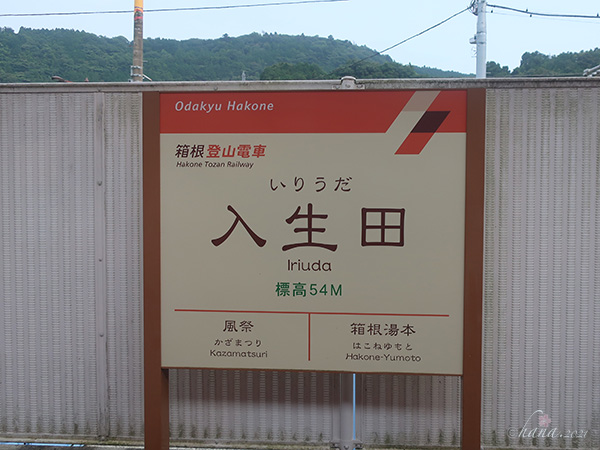 Odakyu Hakone
箱根登山電車
Hakone Tozan Railway
いりうだ
入生田
Iriuda
標高54M
風祭
かざまつり
Kazamatsuri
箱根湯本
はこねゆもと
Hakone-Yumoto
©hana.2021